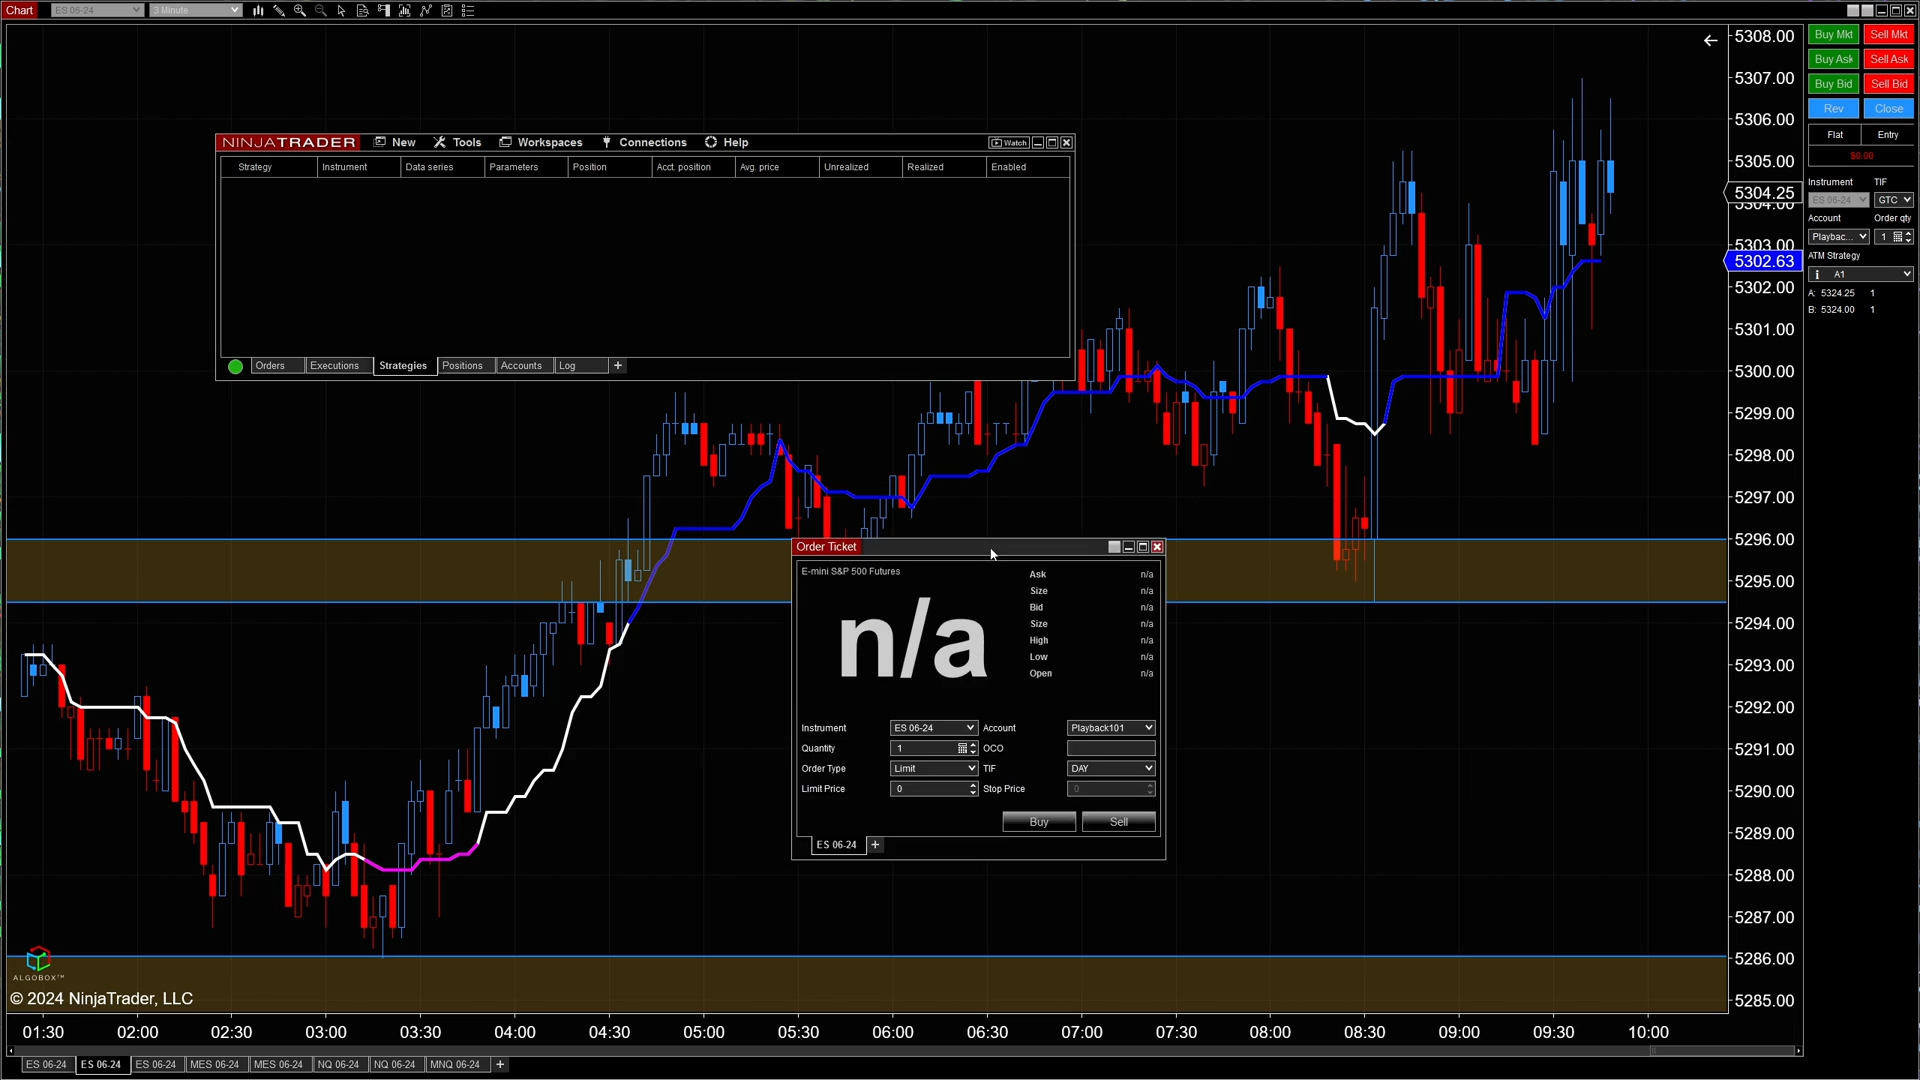 Chart ES 06-24 3 Minute
5308.00
5307.00
5306.00
5305.00
5304.25
5304.00
5303.00
5302.63
5302.00
5301.00
5300.00
5299.00
5298.00
5297.00
5296.00
5295.00
5294.00
5293.00
5292.00
5291.00
5290.00
5289.00
5288.00
5287.00
5286.00
5285.00
Buy Mkt Sell Mkt
Buy Ask Sell Ask
Buy Bid Sell Bid
Rev Close
Flat Entry
$0.00
Instrument TIF
ES 06-24 GTC
Account Order qty
Playbac... 1
ATM Strategy
A1
A: 5324.25 1
B: 5324.00 1
NINJATRADER New Tools Workspaces Connections Help Watch
Strategy Instrument Data series Parameters Position Acct. position Avg. price Unrealized Realized Enabled
Orders Executions Strategies Positions Accounts Log +
Order Ticket
E-mini S&P 500 Futures
n/a
Ask n/a
Size n/a
Bid n/a
Size n/a
High n/a
Low n/a
Open n/a
Instrument ES 06-24 Account Playback101
Quantity 1 OCO
Order Type Limit TIF DAY
Limit Price 0 Stop Price 0
Buy Sell
ES 06-24 +
ALGOBOX™
© 2024 NinjaTrader, LLC
01:30 02:00 02:30 03:00 03:30 04:00 04:30 05:00 05:30 06:00 06:30 07:00 07:30 08:00 08:30 09:00 09:30 10:00
ES 06-24 ES 06-24 ES 06-24 MES 06-24 MES 06-24 NQ 06-24 NQ 06-24 MNQ 06-24 +